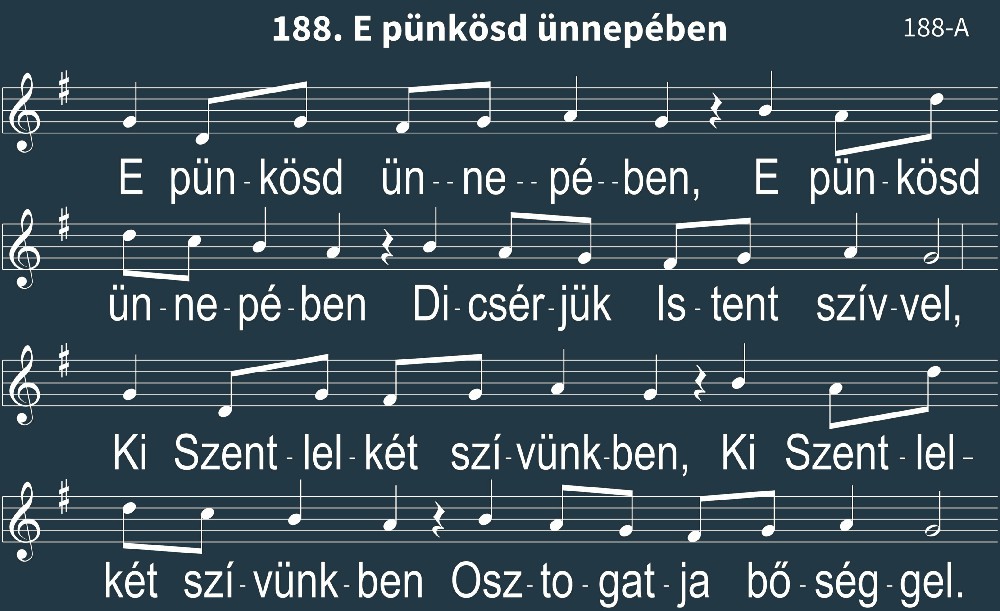 188. E pünkösd ünnepében
188-A
E pün-kösd ün--ne--pé--ben, E pün-kösd
ün-ne-pé-ben Di-csér-jük Is-tent szív-vel,
Ki Szent-lel-két szí-vünk-ben, Ki Szent-lel-
két szí-vünk-ben Osz-to-gat-ja bő-ség-gel.